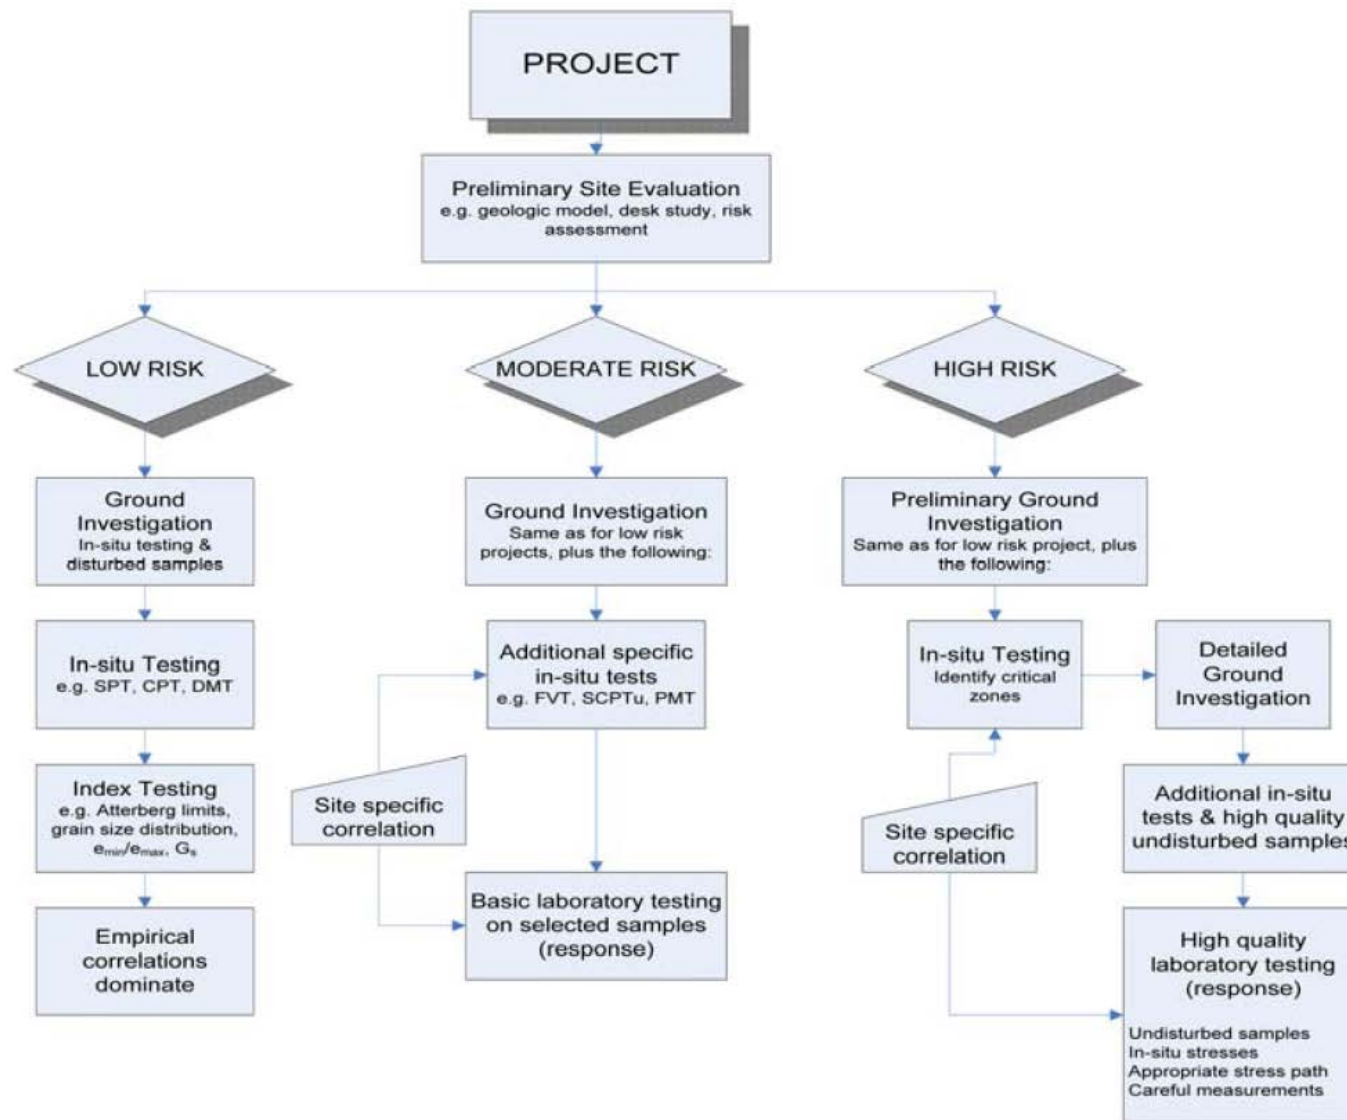 PROJECT
Preliminary Site Evaluation
e.g. geologic model, desk study, risk
assessment
LOW RISK
MODERATE RISK
HIGH RISK
Ground
Investigation
In-situ testing &
disturbed samples
Ground Investigation
Same as for low risk
projects, plus the following:
Preliminary Ground
Investigation
Same as for low risk project, plus
the following:
In-situ Testing
e.g. SPT, CPT, DMT
Additional specific
in-situ tests
e.g. FVT, SCPTu, PMT
In-situ Testing
Identify critical
zones
Detailed
Ground
Investigation
Index Testing
e.g. Atterberg limits,
grain size distribution,
emin/emax, Gs
Site specific
correlation
Site specific
correlation
Additional in-situ
tests & high quality
undisturbed samples
Empirical
correlations
dominate
Basic laboratory testing
on selected samples
(response)
High quality
laboratory testing
(response)
Undisturbed samples
In-situ stresses
Appropriate stress path
Careful measurements